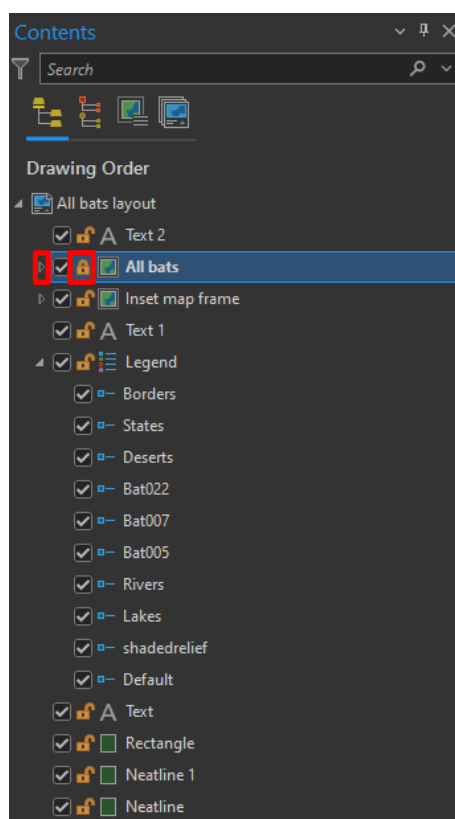 Contents
Search
Drawing Order
All bats layout
A Text 2
All bats
Inset map frame
A Text 1
Legend
Borders
States
Deserts
Bat022
Bat007
Bat005
Rivers
Lakes
shadedrelief
Default
A Text
Rectangle
Neatline 1
Neatline